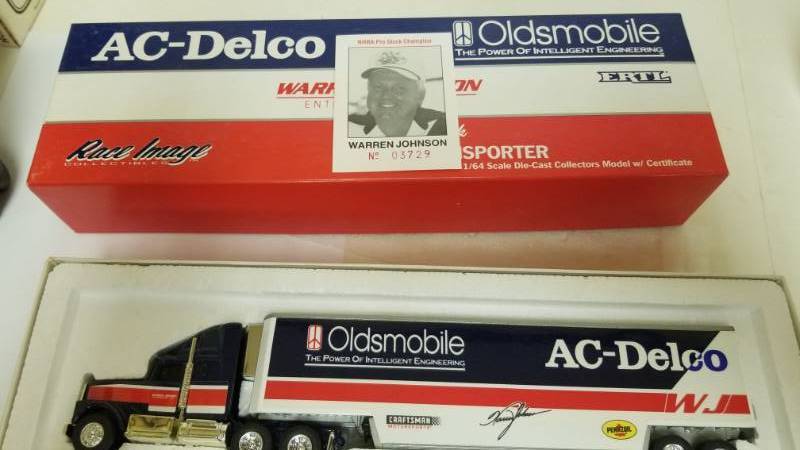 AC-Delco
Oldsmobile
THE POWER OF INTELLIGENT ENGINEERING
NHRA Pro Stock Champion
WARREN JOHNSON
Nº 03729
ERTL
Race Image
COLLECTIBLES
SPORTER
1/64 Scale Die-Cast Collectors Model w/ Certificate
Oldsmobile
THE POWER OF INTELLIGENT ENGINEERING
AC-Delco
WJ
CRAFTSMAN
MOTORSPORTS
PENNZOIL